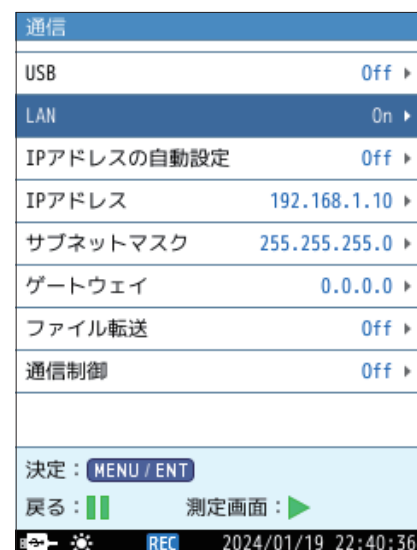 通信
USB Off
LAN On
IPアドレスの自動設定 Off
IPアドレス 192.168.1.10
サブネットマスク 255.255.255.0
ゲートウェイ 0.0.0.0
ファイル転送 Off
通信制御 Off
決定：MENU / ENT
戻る： 測定画面：
REC 2024/01/19 22:40:36